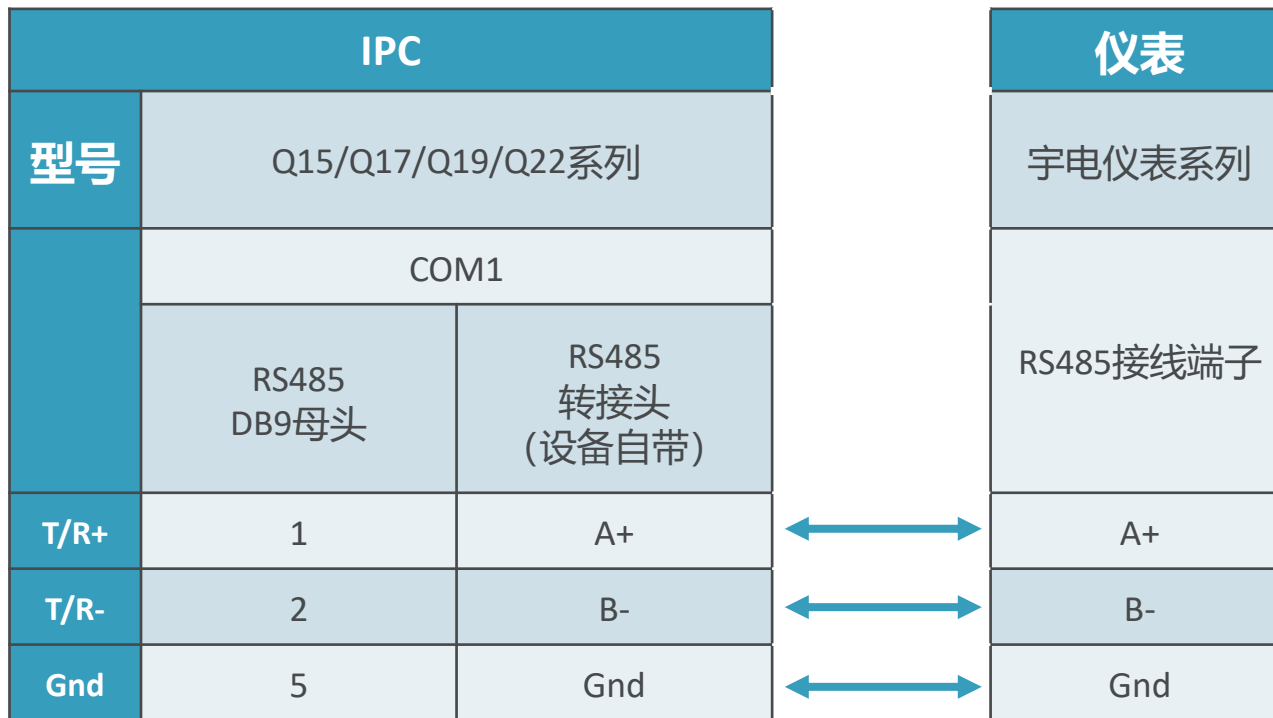 IPC
仪表
型号
Q15/Q17/Q19/Q22系列
宇电仪表系列
COM1
RS485
DB9母头
RS485
转接头
(设备自带)
RS485接线端子
T/R+
1
A+
A+
T/R-
2
B-
B-
Gnd
5
Gnd
Gnd